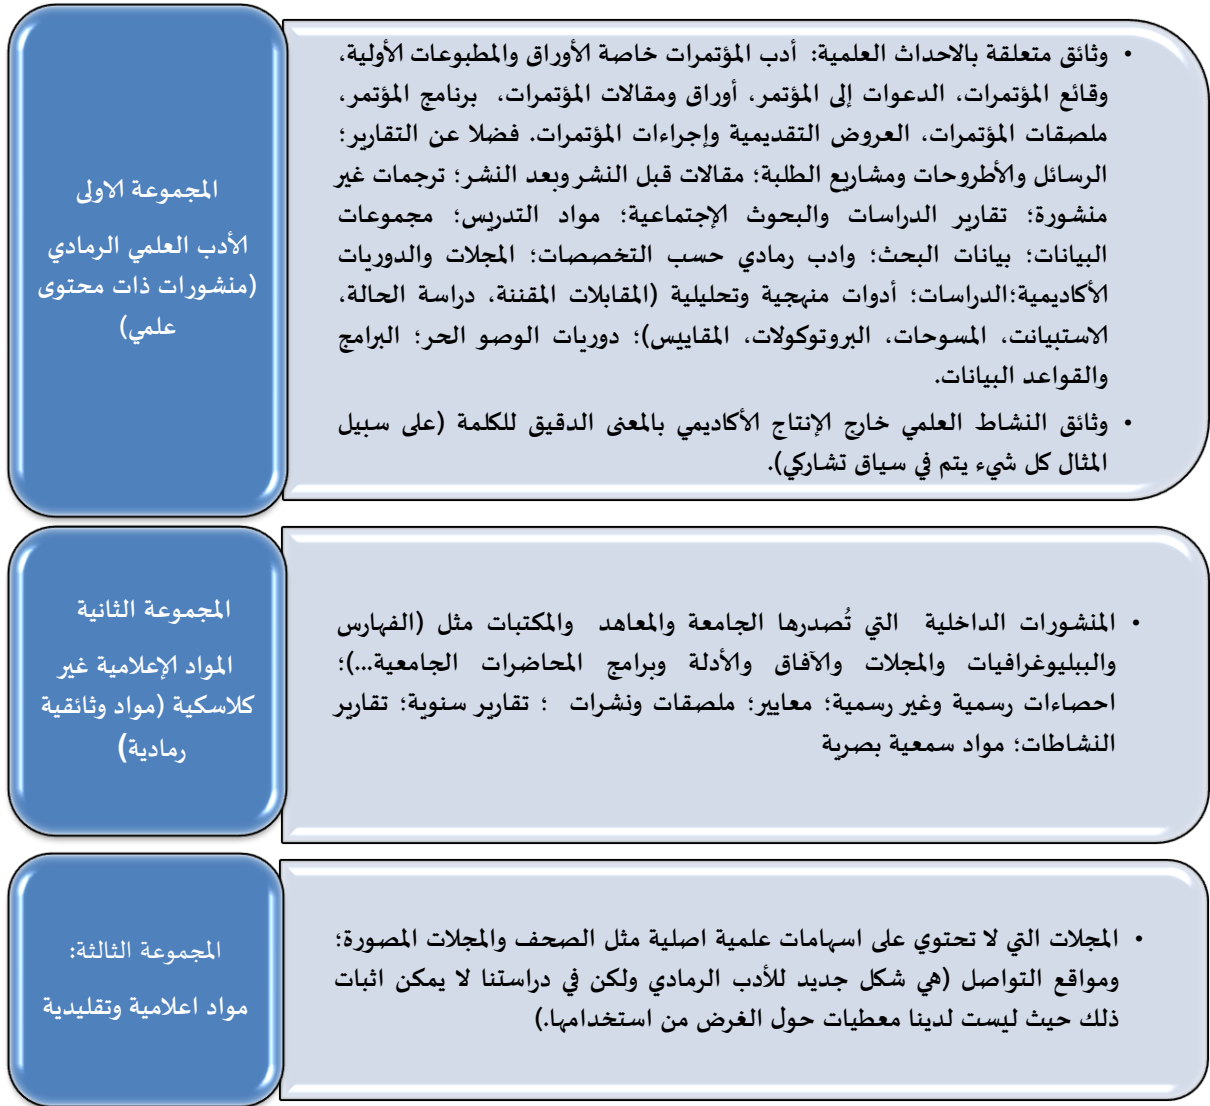 المجموعة الاولى
الأدب العلمي الرمادي
(منشورات ذات محتوى
علمي)
• وثائق متعلقة بالاحداث العلمية: أدب المؤتمرات خاصة الأوراق والمطبوعات الأولية،
وقائع المؤتمرات، الدعوات إلى المؤتمر، أوراق ومقالات المؤتمرات، برنامج المؤتمر،
ملصقات المؤتمرات، العروض التقديمية وإجراءات المؤتمرات. فضلا عن التقارير؛
الرسائل والأطروحات ومشاريع الطلبة؛ مقالات قبل النشر وبعد النشر؛ ترجمات غير
منشورة؛ تقارير الدراسات والبحوث الإجتماعية؛ مواد التدريس؛ مجموعات
البيانات؛ بيانات البحث؛ وادب رمادي حسب التخصصات؛ المجلات والدوريات
الأكاديمية؛الدراسات؛ أدوات منهجية وتحليلية (المقابلات المقننة، دراسة الحالة،
الاستبيانت، المسوحات، البروتوكولات، المقاييس)؛ دوريات الوصو الحر؛ البرامج
والقواعد البيانات.
• وثائق النشاط العلمي خارج الإنتاج الأكاديمي بالمعنى الدقيق للكلمة (على سبيل
المثال كل شيء يتم في سياق تشاركي).
المجموعة الثانية
المواد الإعلامية غير
كلاسكية (مواد وثائقية
رمادية)
• المنشورات الداخلية التي تُصدرها الجامعة والمعاهد والمكتبات مثل (الفهارس
والببليوغرافيات والمجلات والآفاق والأدلة وبرامج المحاضرات الجامعية...)؛
احصاءات رسمية وغير رسمية؛ معايير؛ ملصقات ونشرات ؛ تقارير سنوية؛ تقارير
النشاطات؛ مواد سمعية بصرية
المجموعة الثالثة:
مواد اعلامية وتقليدية
• المجلات التي لا تحتوي على اسهامات علمية اصلية مثل الصحف والمجلات المصورة؛
ومواقع التواصل (هي شكل جديد للأدب الرمادي ولكن في دراستنا لا يمكن اثبات
ذلك حيث ليست لدينا معطيات حول الغرض من استخدامها.)